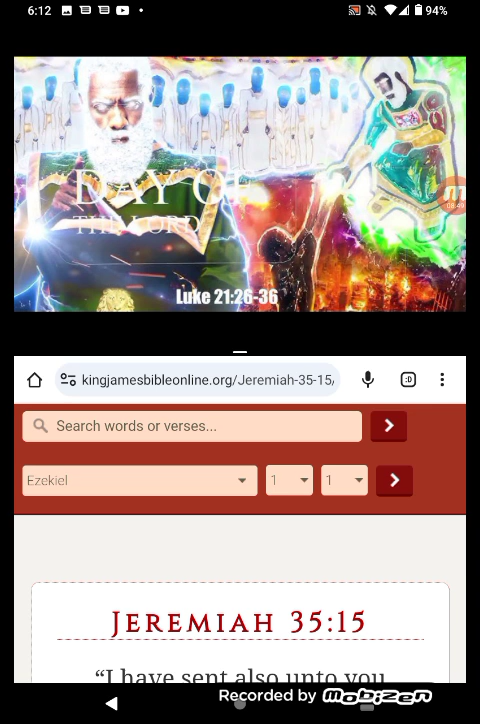 6:12
94%
DAY OF
THE LORD
08:49
Luke 21:26-36
kingjamesbibleonline.org/Jeremiah-35-15/
:D
Search words or verses...
Ezekiel
1
1
JEREMIAH 35:15
“I have sent also unto you
Recorded by mobizen